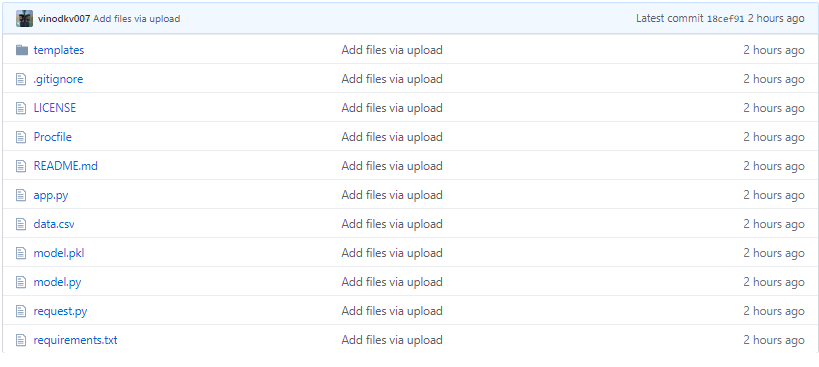 vinodkv007 Add files via upload Latest commit 18cef91 2 hours ago
templates Add files via upload 2 hours ago
.gitignore Add files via upload 2 hours ago
LICENSE Add files via upload 2 hours ago
Procfile Add files via upload 2 hours ago
README.md Add files via upload 2 hours ago
app.py Add files via upload 2 hours ago
data.csv Add files via upload 2 hours ago
model.pkl Add files via upload 2 hours ago
model.py Add files via upload 2 hours ago
request.py Add files via upload 2 hours ago
requirements.txt Add files via upload 2 hours ago